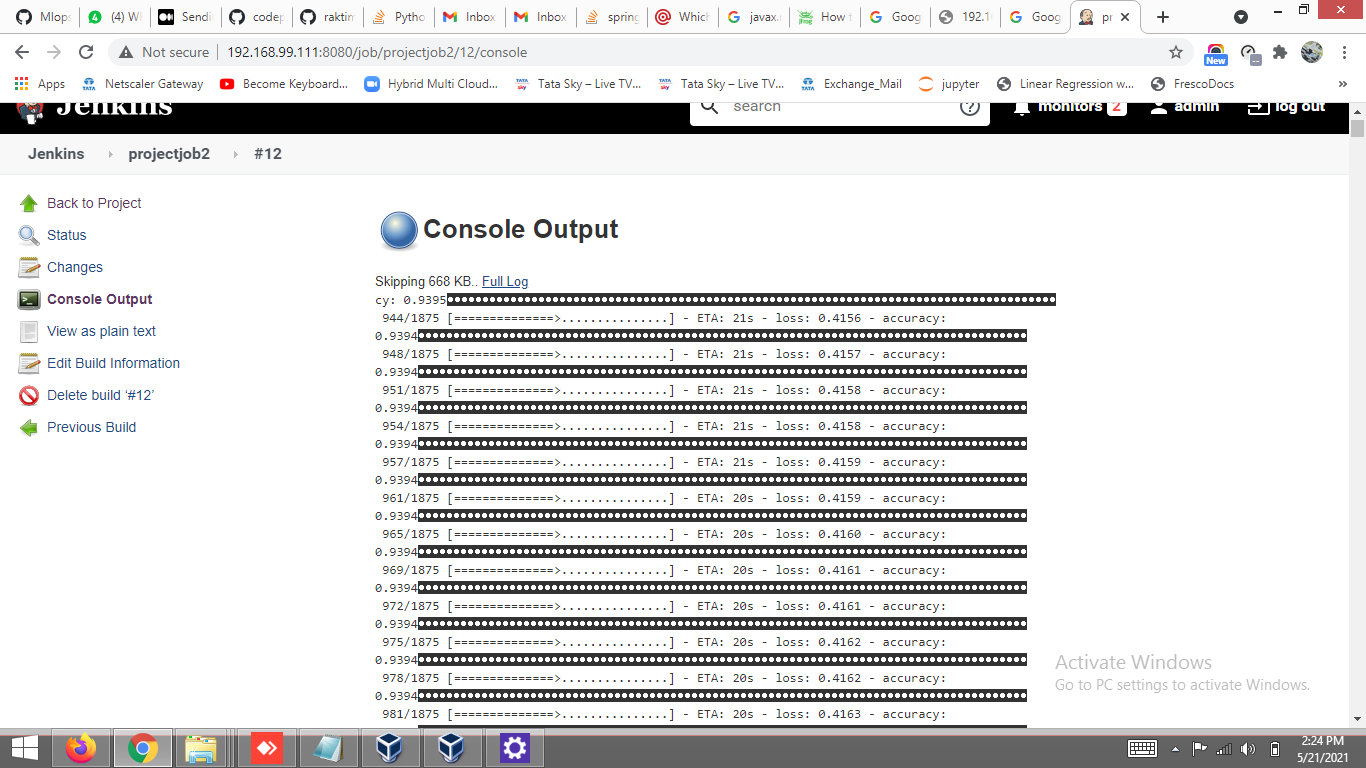 Mlops
(4) W
Sendi
codep
raktim
Pytho
Inbox
Inbox
spring
Which
javax.
How t
Goog
192.1
Goog
pr
Not secure 192.168.99.111:8080/job/projectjob2/12/console
New
Apps Netscaler Gateway Become Keyboard... Hybrid Multi Cloud... Tata Sky – Live TV... Tata Sky – Live TV... Exchange_Mail jupyter Linear Regression w... FrescoDocs »
Jenkins search monitors 2 admin log out
Jenkins projectjob2 #12
Back to Project
Status
Changes
Console Output
View as plain text
Edit Build Information
Delete build ‘#12’
Previous Build
Console Output
Skipping 668 KB.. Full Log
cy: 0.9395
944/1875 [==============>...............] - ETA: 21s - loss: 0.4156 - accuracy:
0.9394
948/1875 [==============>...............] - ETA: 21s - loss: 0.4157 - accuracy:
0.9394
951/1875 [==============>...............] - ETA: 21s - loss: 0.4158 - accuracy:
0.9394
954/1875 [==============>...............] - ETA: 21s - loss: 0.4158 - accuracy:
0.9394
957/1875 [==============>...............] - ETA: 21s - loss: 0.4159 - accuracy:
0.9394
961/1875 [==============>...............] - ETA: 20s - loss: 0.4159 - accuracy:
0.9394
965/1875 [==============>...............] - ETA: 20s - loss: 0.4160 - accuracy:
0.9394
969/1875 [==============>...............] - ETA: 20s - loss: 0.4161 - accuracy:
0.9394
972/1875 [==============>...............] - ETA: 20s - loss: 0.4161 - accuracy:
0.9394
975/1875 [==============>...............] - ETA: 20s - loss: 0.4162 - accuracy:
0.9394
978/1875 [==============>...............] - ETA: 20s - loss: 0.4162 - accuracy:
0.9394
981/1875 [==============>...............] - ETA: 20s - loss: 0.4163 - accuracy:
Activate Windows
Go to PC settings to activate Windows.
2:24 PM
5/21/2021